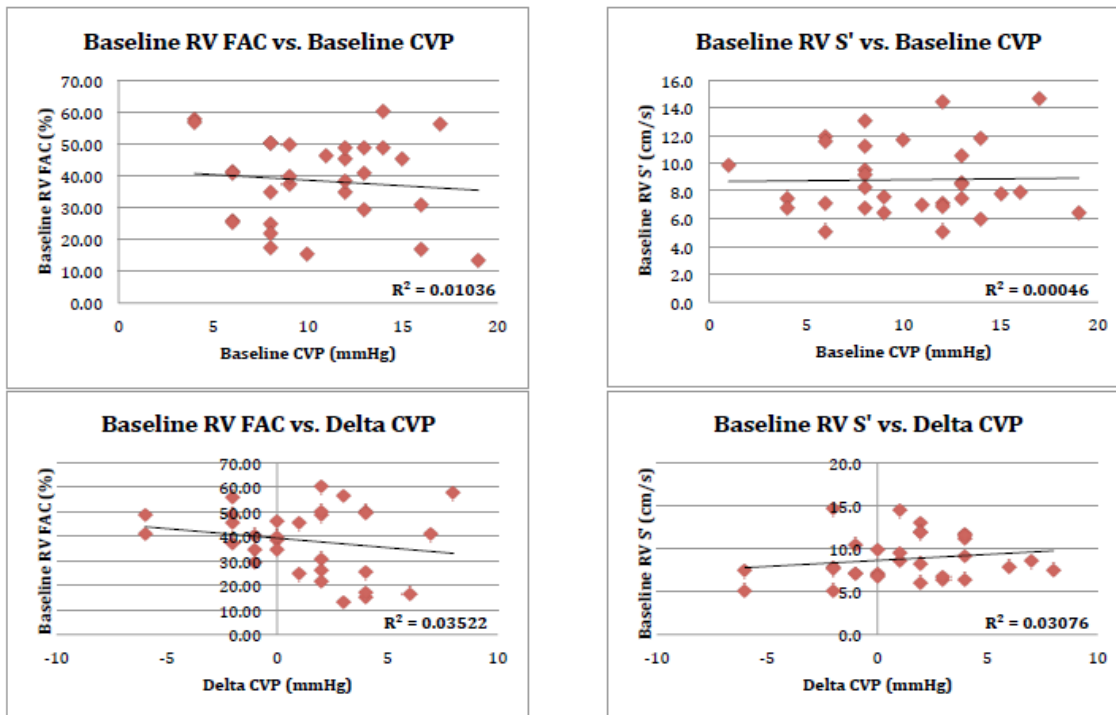 Baseline RV FAC vs. Baseline CVP
Baseline RV FAC (%)
70.00
60.00
50.00
40.00
30.00
20.00
10.00
0.00
0 5 10 15 20
R² = 0.01036
Baseline CVP (mmHg)
Baseline RV S' vs. Baseline CVP
Baseline RV S' (cm/s)
16.0
14.0
12.0
10.0
8.0
6.0
4.0
2.0
0.0
0 5 10 15 20
R² = 0.00046
Baseline CVP (mmHg)
Baseline RV FAC vs. Delta CVP
Baseline RV FAC (%)
70.00
60.00
50.00
40.00
30.00
20.00
10.00
0.00
R² = 0.03522
-10 -5 0 5 10
Delta CVP (mmHg)
Baseline RV S' vs. Delta CVP
Baseline RV S' (cm/s)
20.0
15.0
10.0
5.0
0.0
R² = 0.03076
-10 -5 0 5 10
Delta CVP (mmHg)